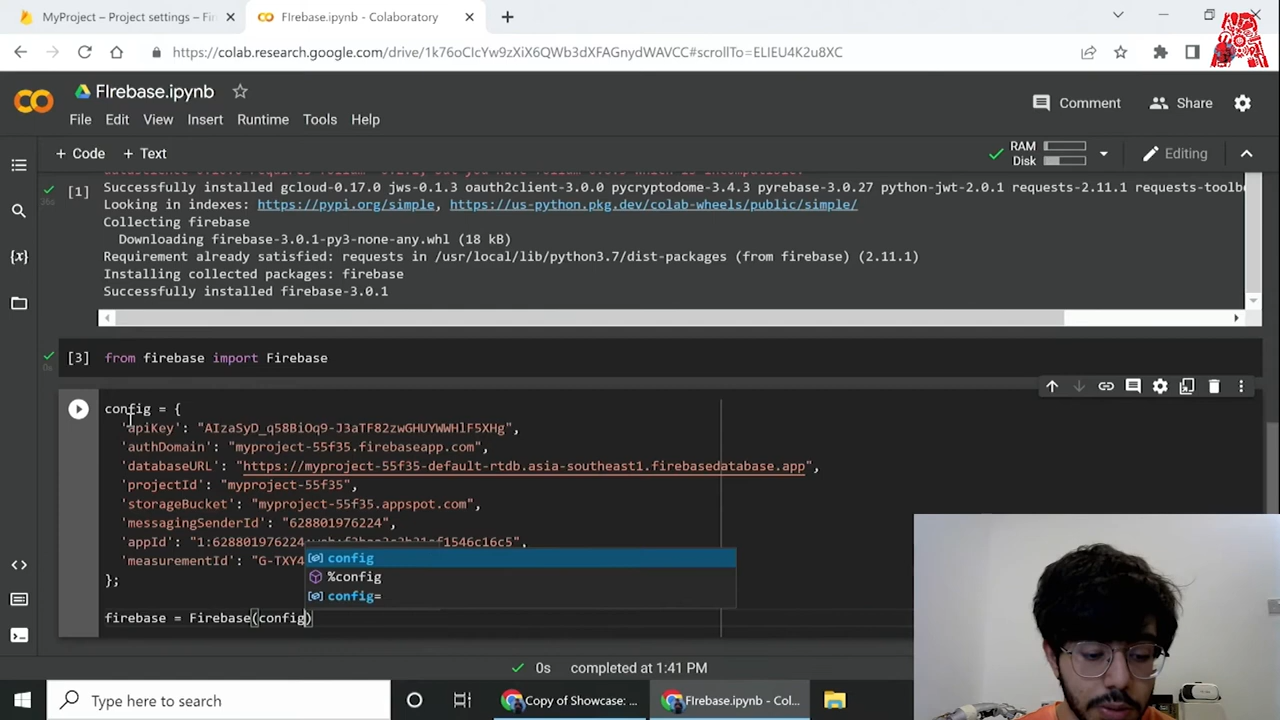 MyProject – Project settings – Fir
FIrebase.ipynb - Colaboratory
https://colab.research.google.com/drive/1k76oCIcYw9zXiX6QWb3dXFAGnydWAVCC#scrollTo=ELIEU4K2u8XC
FIrebase.ipynb
Comment
Share
File Edit View Insert Runtime Tools Help
+ Code + Text
RAM
Disk
Editing
[1]
36s
Successfully installed gcloud-0.17.0 jws-0.1.3 oauth2client-3.0.0 pycryptodome-3.4.3 pyrebase-3.0.27 python-jwt-2.0.1 requests-2.11.1 requests-toolbe
Looking in indexes: https://pypi.org/simple, https://us-python.pkg.dev/colab-wheels/public/simple/
Collecting firebase
Downloading firebase-3.0.1-py3-none-any.whl (18 kB)
Requirement already satisfied: requests in /usr/local/lib/python3.7/dist-packages (from firebase) (2.11.1)
Installing collected packages: firebase
Successfully installed firebase-3.0.1
[3] from firebase import Firebase
0s
config = {
'apiKey': "AIzaSyD_q58BiOq9-J3aTF82zwGHUYWWHlF5XHg",
'authDomain': "myproject-55f35.firebaseapp.com",
'databaseURL': "https://myproject-55f35-default-rtdb.asia-southeast1.firebasedatabase.app",
'projectId': "myproject-55f35",
'storageBucket': "myproject-55f35.appspot.com",
'messagingSenderId': "628801976224",
'appId': "1:628801976224
'measurementId': "G-TXY4
config
%config
config=
};
firebase = Firebase(config)
0s completed at 1:41 PM
Type here to search
Copy of Showcase: ...
FIrebase.ipynb - Col...